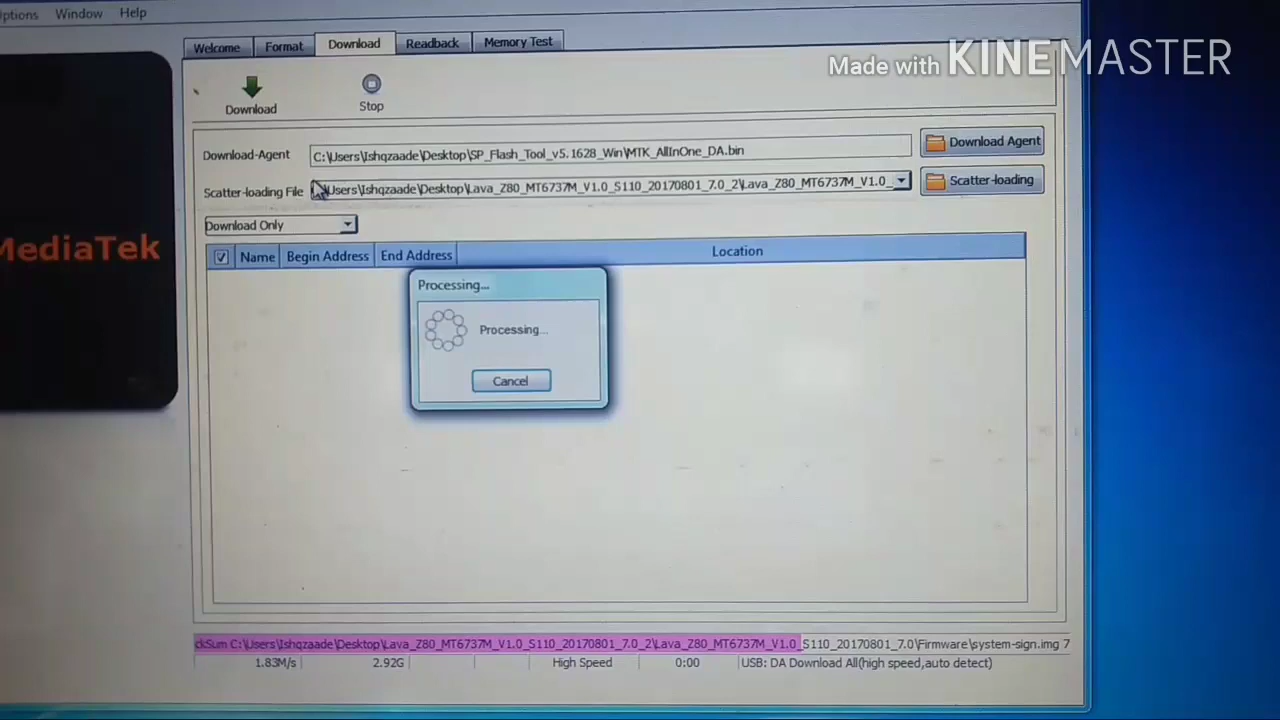 ptions Window Help
Welcome Format Download Readback Memory Test
Made with KINEMASTER
Download Stop
Download-Agent C:\Users\Ishqzaade\Desktop\SP_Flash_Tool_v5.1628_Win\MTK_AllInOne_DA.bin Download Agent
Scatter-loading File \Users\Ishqzaade\Desktop\Lava_Z80_MT6737M_V1.0_S110_20170801_7.0_2\Lava_Z80_MT6737M_V1.0_ Scatter-loading
Download Only
MediaTek
Name Begin Address End Address Location
Processing...
Processing...
Cancel
ckSum C:\Users\Ishqzaade\Desktop\Lava_Z80_MT6737M_V1.0_S110_20170801_7.0_2\Lava_Z80_MT6737M_V1.0_S110_20170801_7.0\Firmware\system-sign.img 7
1.83M/s 2.92G High Speed 0:00 USB: DA Download All(high speed,auto detect)